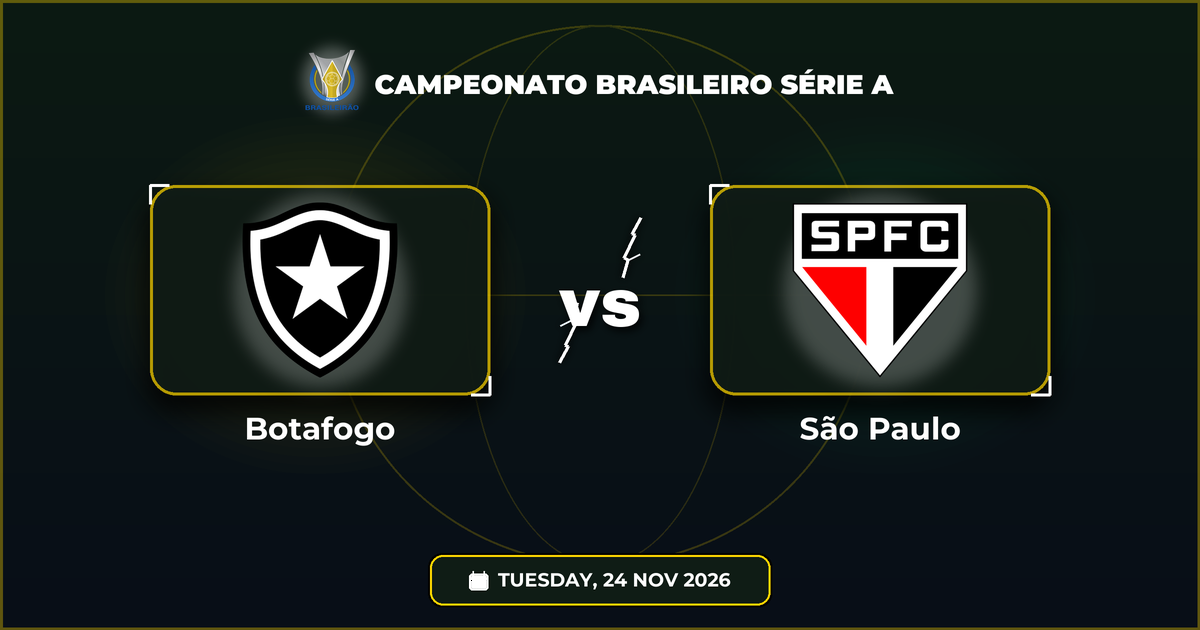 CAMPEONATO BRASILEIRO SÉRIE A
SPFC
VS
Botafogo
São Paulo
TUESDAY, 24 NOV 2026